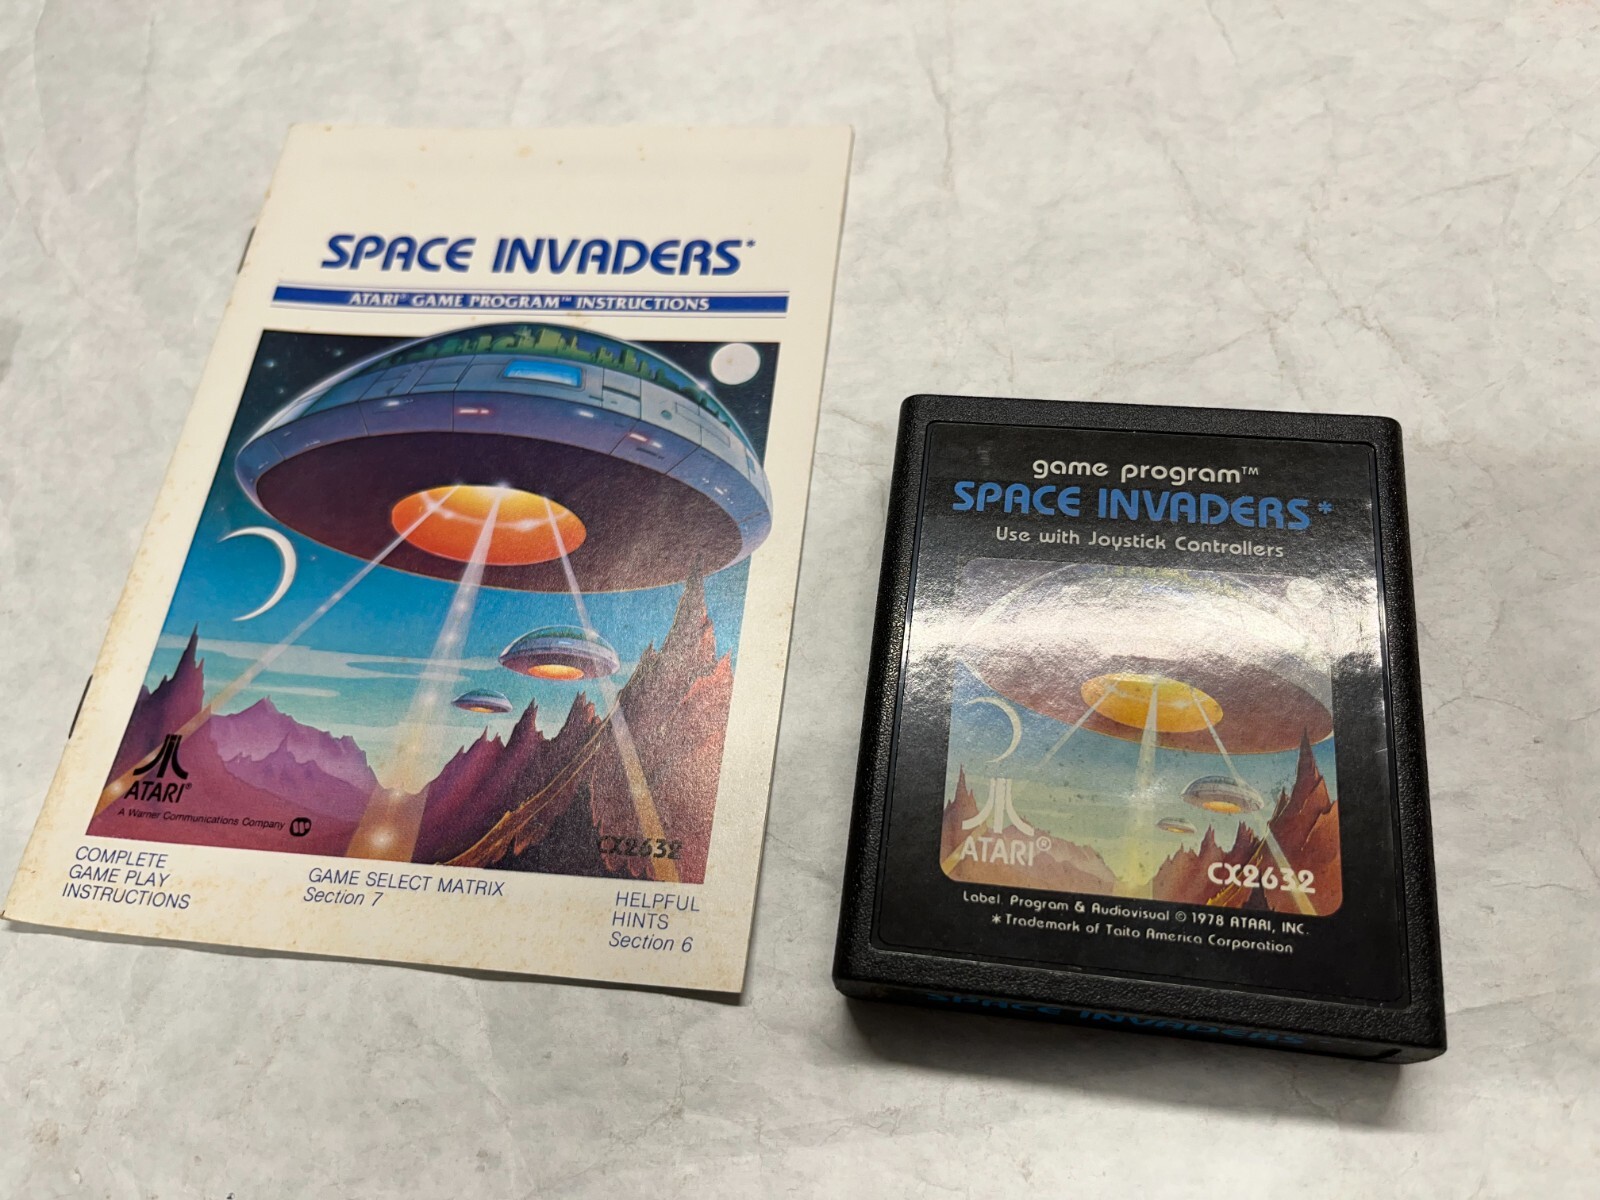 SPACE INVADERS*
ATARI® GAME PROGRAM™ INSTRUCTIONS
ATARI®
A Warner Communications Company
CX2632
COMPLETE
GAME PLAY
INSTRUCTIONS
GAME SELECT MATRIX
Section 7
HELPFUL
HINTS
Section 6
game program™
SPACE INVADERS*
Use with Joystick Controllers
ATARI®
CX2632
Label, Program & Audiovisual © 1978 ATARI, INC.
*Trademark of Taito America Corporation
SPACE INVADERS